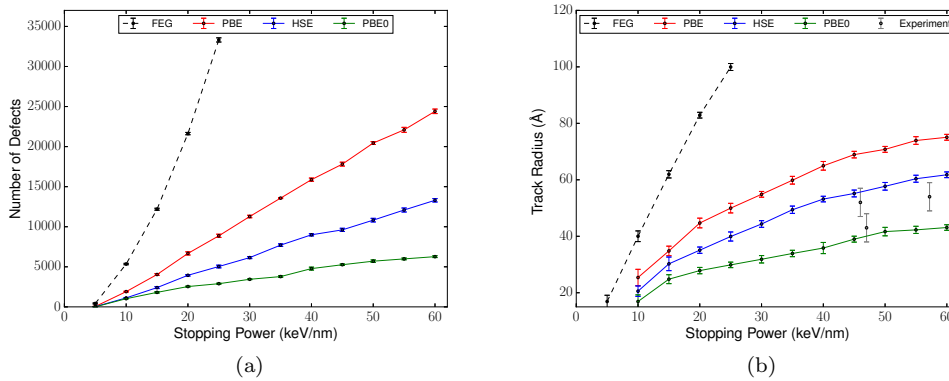 FEG PBE HSE PBE0
35000
30000
25000
20000
15000
10000
5000
0
0 10 20 30 40 50 60
Number of Defects
Stopping Power (keV/nm)
(a)
FEG PBE HSE PBE0 Experiment
120
100
80
60
40
20
0 10 20 30 40 50 60
Track Radius (Å)
Stopping Power (keV/nm)
(b)